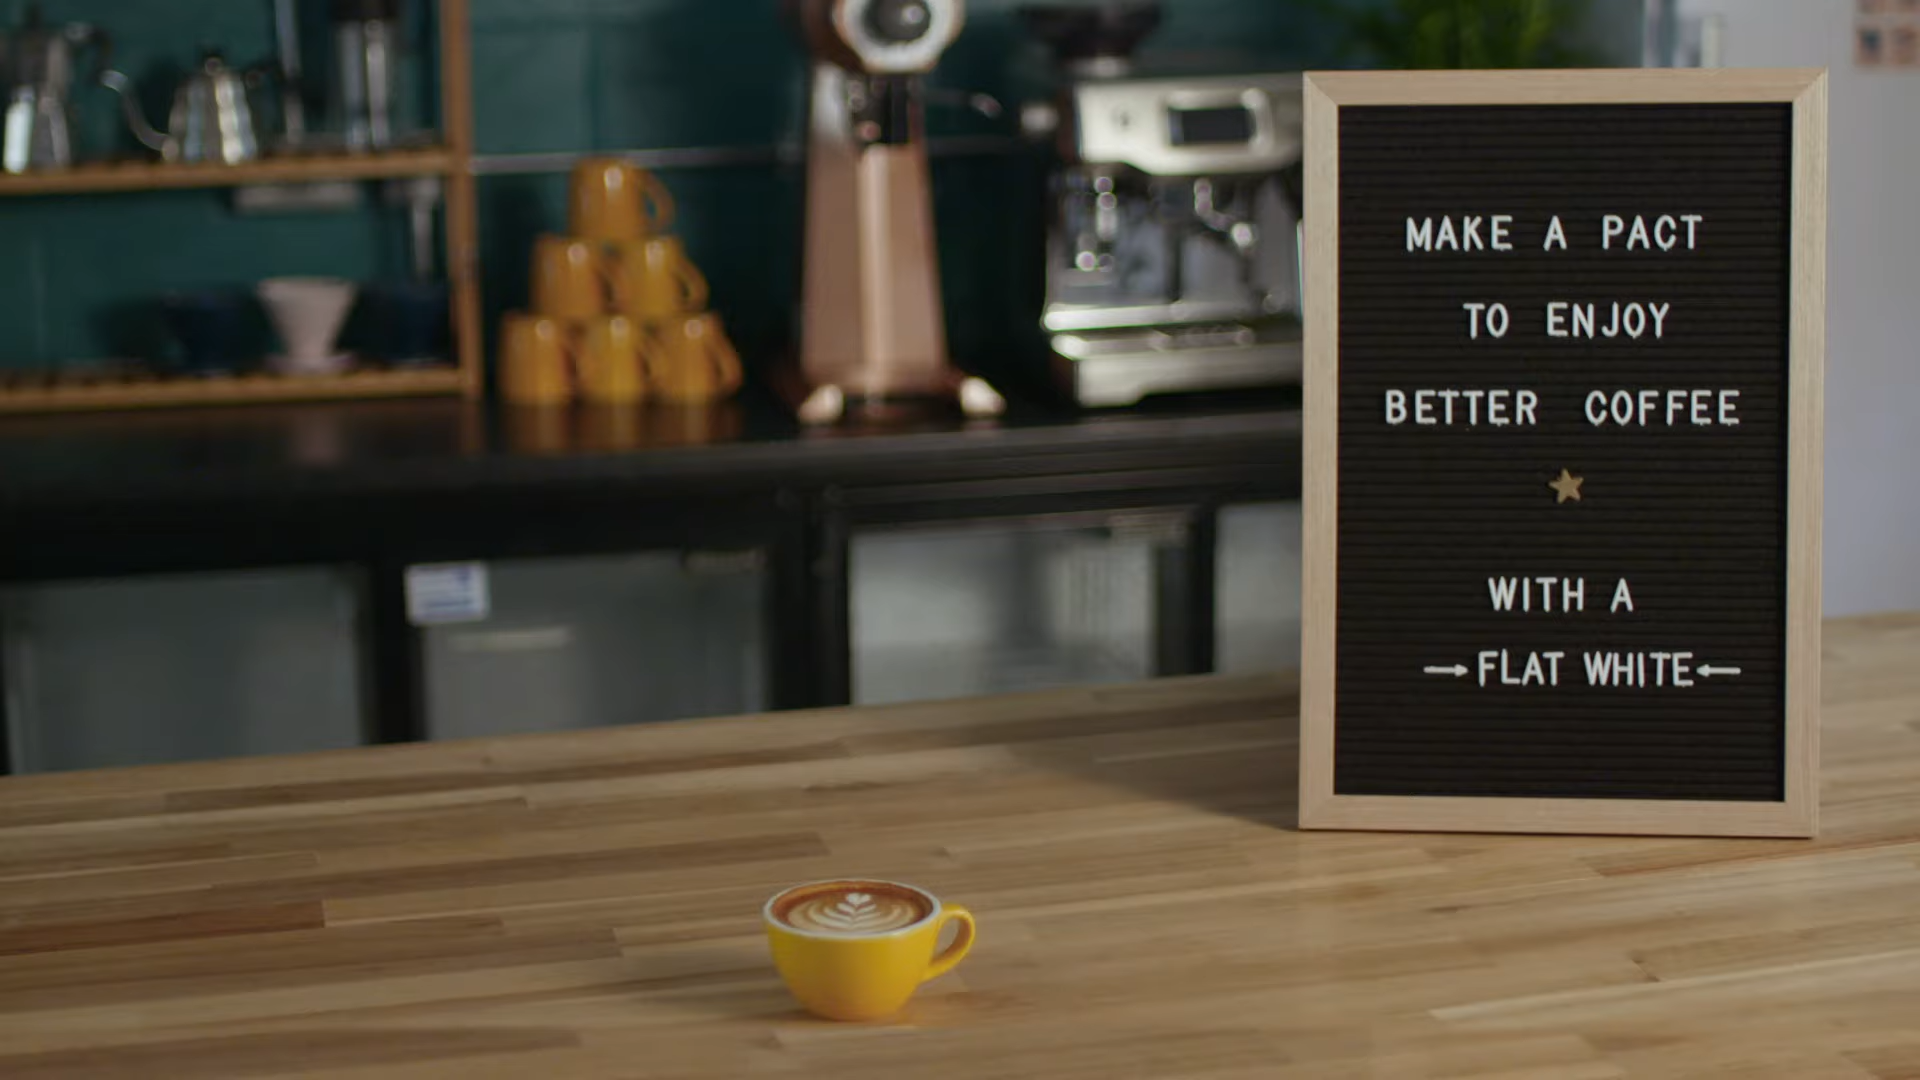 MAKE A PACT
TO ENJOY
BETTER COFFEE
WITH A
→FLAT WHITE←